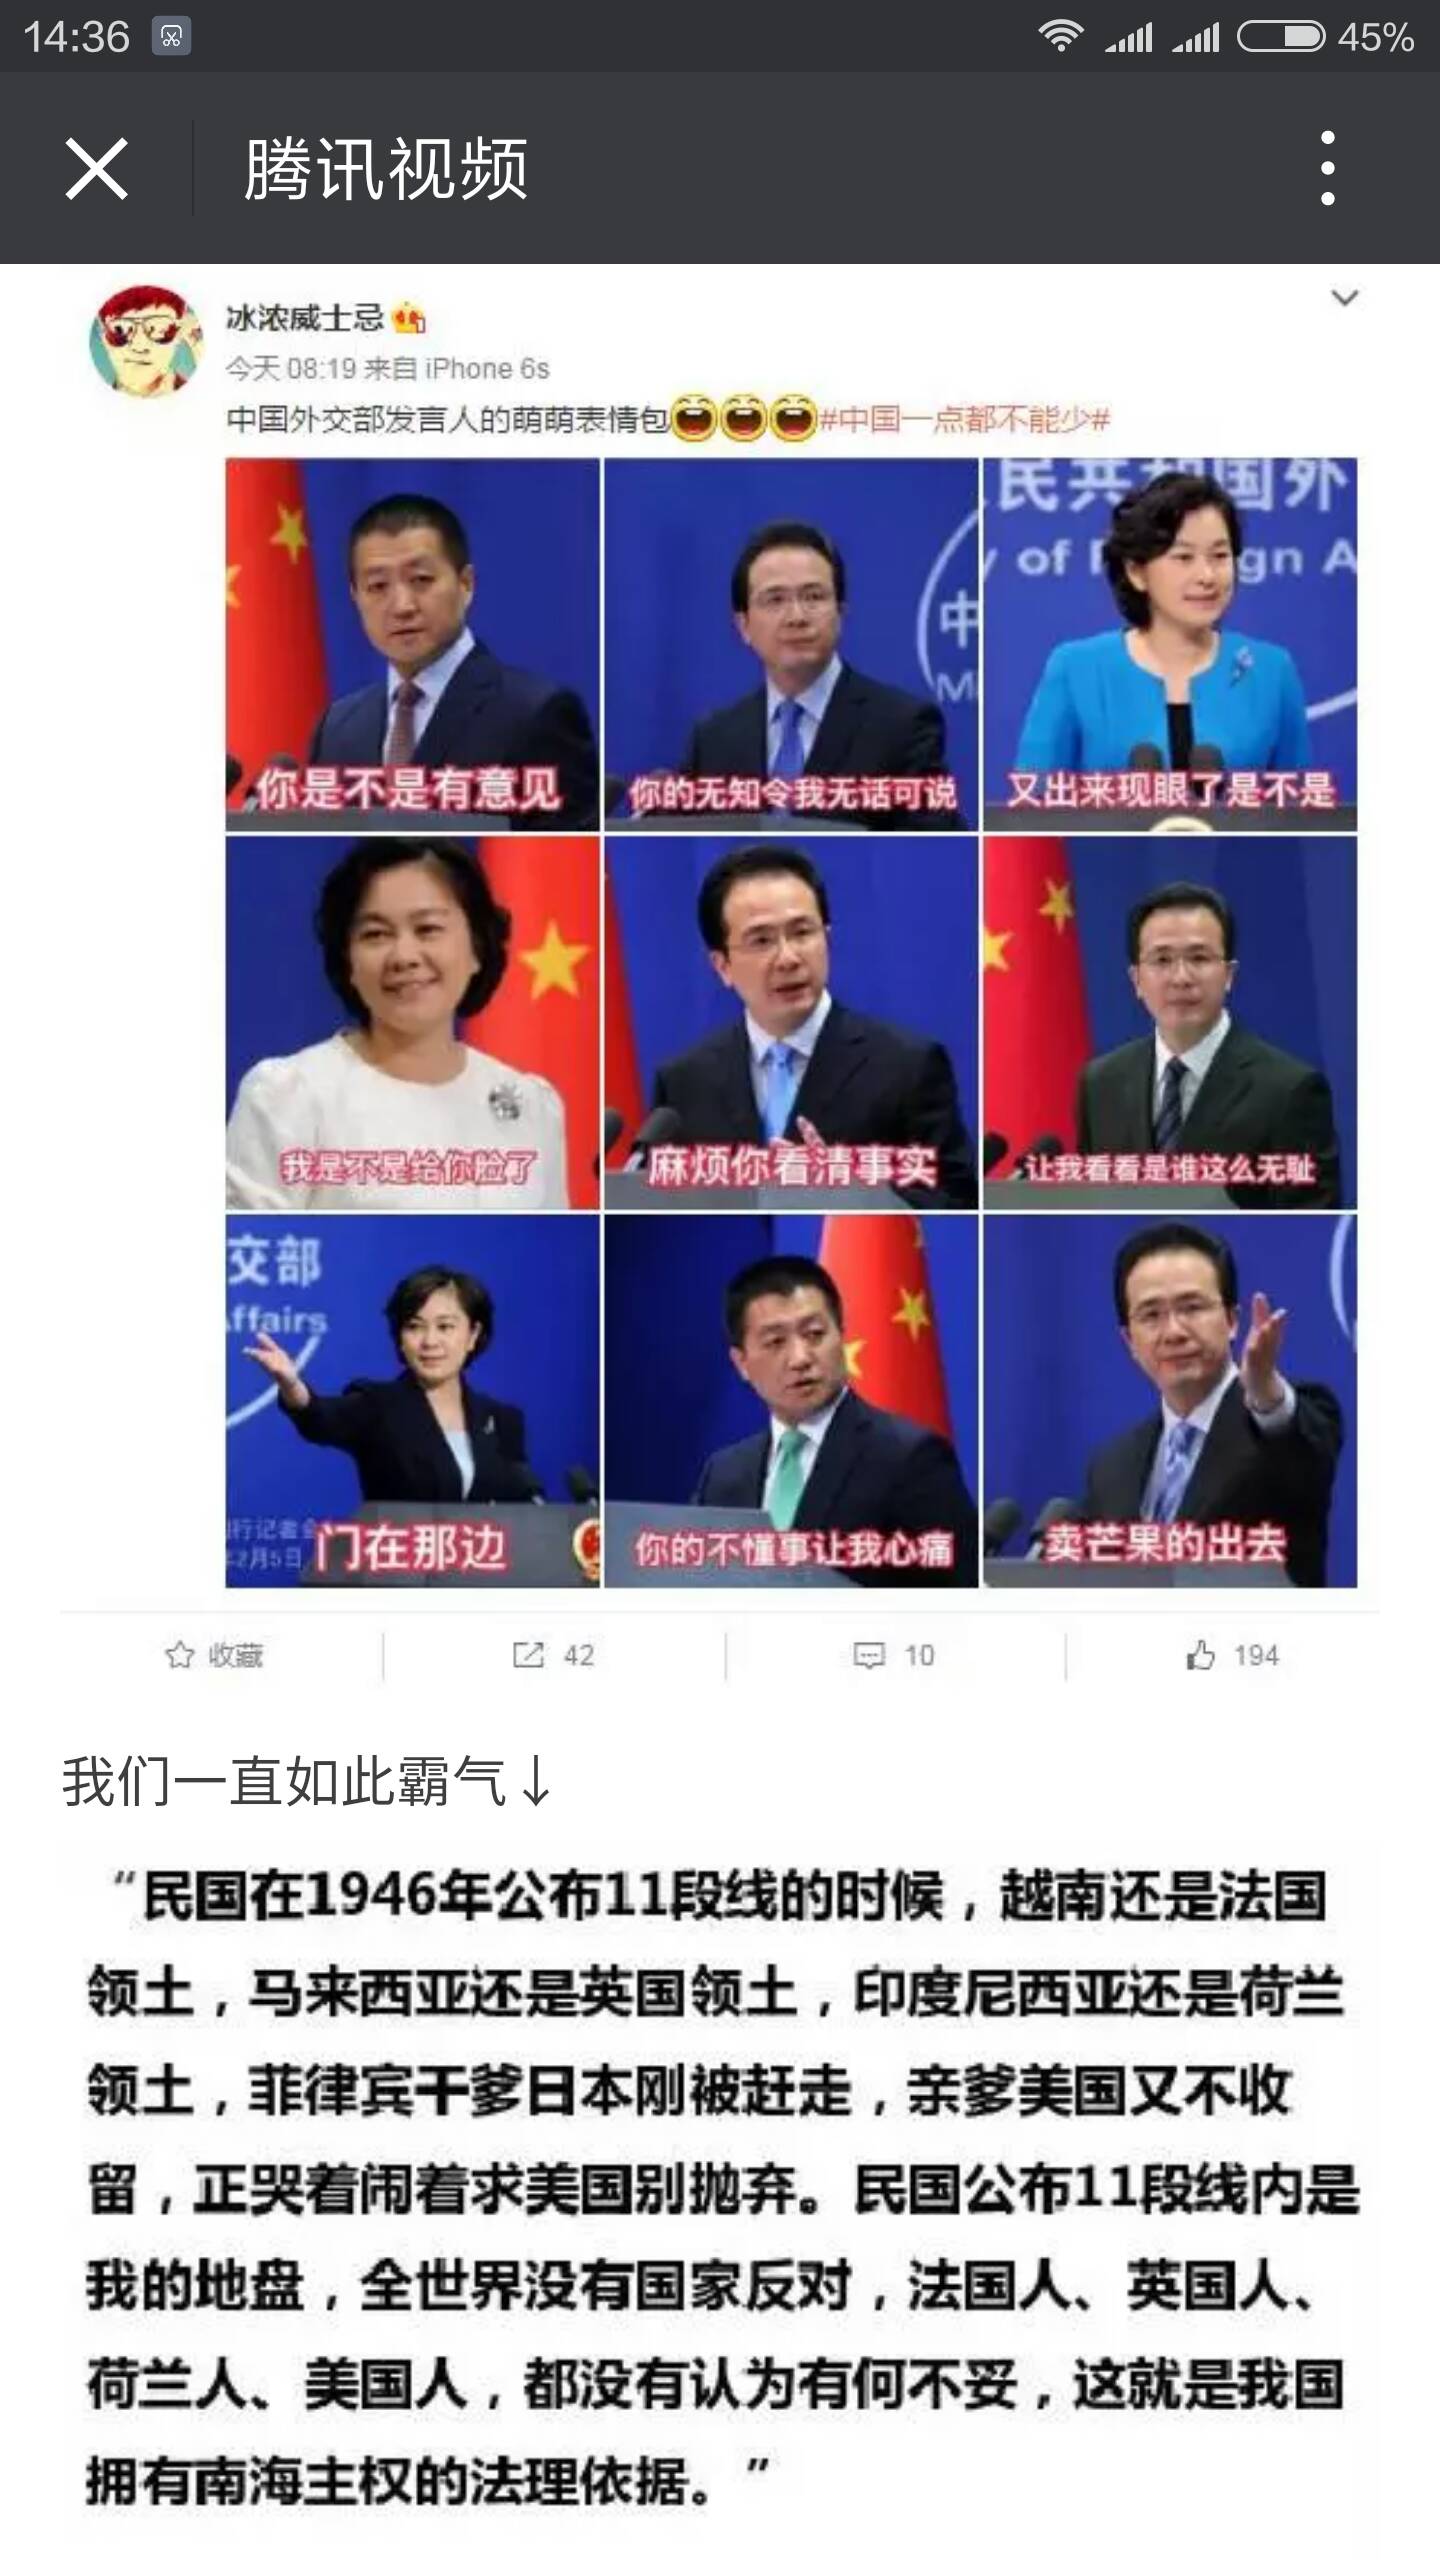 14:36
45%
腾讯视频
冰浓威士忌
今天 08:19 来自 iPhone 6s
中国外交部发言人的萌萌表情包#中国一点都不能少#
民共和国外
y of F gn A
中
M
你是不是有意见
你的无知令我无话可说
又出来现眼了是不是
我是不是给你脸了
麻烦你看清事实
让我看看是谁这么无耻
交部
ffairs
行记者会
2月5日
门在那边
你的不懂事让我心痛
卖芒果的出去
收藏
42
10
194
我们一直如此霸气↓
“民国在1946年公布11段线的时候，越南还是法国
领土，马来西亚还是英国领土，印度尼西亚还是荷兰
领土，菲律宾干爹日本刚被赶走，亲爹美国又不收
留，正哭着闹着求美国别抛弃。民国公布11段线内是
我的地盘，全世界没有国家反对，法国人、英国人、
荷兰人、美国人，都没有认为有何不妥，这就是我国
拥有南海主权的法理依据。”